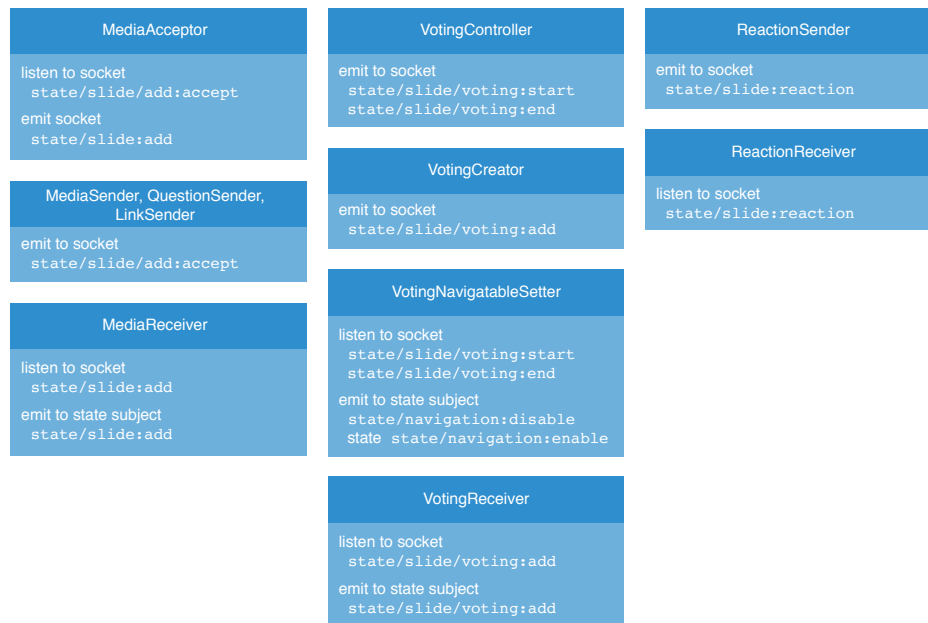 MediaAcceptor
listen to socket
state/slide/add:accept
emit socket
state/slide:add
MediaSender, QuestionSender,
LinkSender
emit to socket
state/slide/add:accept
MediaReceiver
listen to socket
state/slide:add
emit to state subject
state/slide:add
VotingController
emit to socket
state/slide/voting:start
state/slide/voting:end
VotingCreator
emit to socket
state/slide/voting:add
VotingNavigatableSetter
listen to socket
state/slide/voting:start
state/slide/voting:end
emit to state subject
state/navigation:disable
state state/navigation:enable
VotingReceiver
listen to socket
state/slide/voting:add
emit to state subject
state/slide/voting:add
ReactionSender
emit to socket
state/slide:reaction
ReactionReceiver
listen to socket
state/slide:reaction